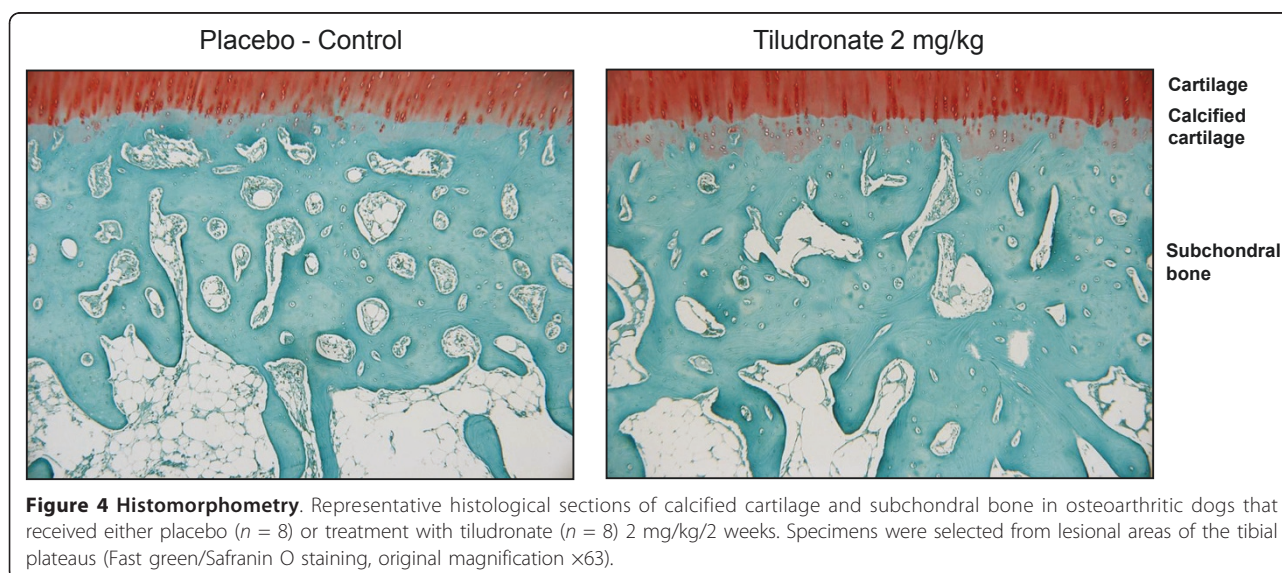 Placebo - Control
Tiludronate 2 mg/kg
Cartilage
Calcified
cartilage
Subchondral
bone
Figure 4 Histomorphometry. Representative histological sections of calcified cartilage and subchondral bone in osteoarthritic dogs that
received either placebo (n = 8) or treatment with tiludronate (n = 8) 2 mg/kg/2 weeks. Specimens were selected from lesional areas of the tibial
plateaus (Fast green/Safranin O staining, original magnification ×63).